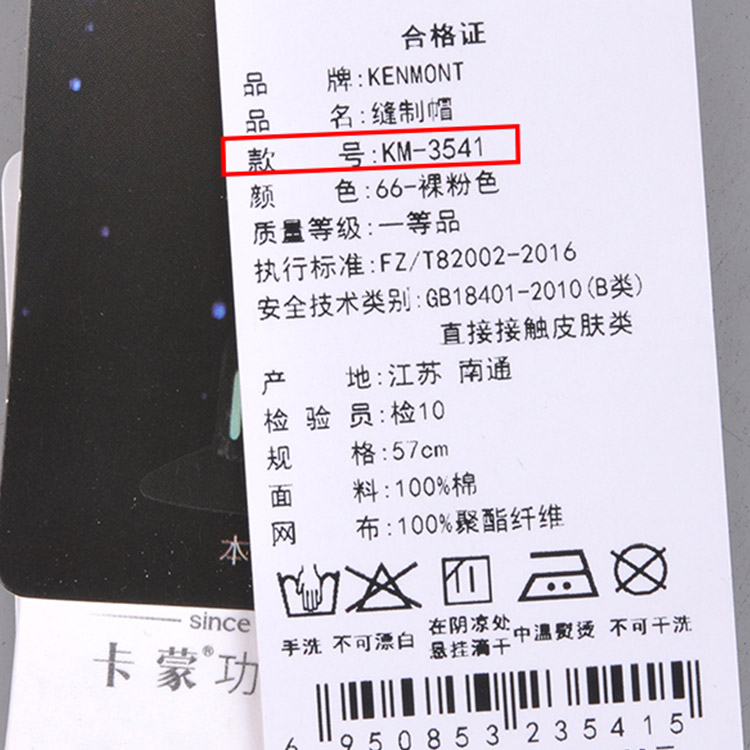 合格证
品 牌:KENMONT
品 名:缝制帽
款 号:KM-3541
颜 色:66-裸粉色
质量等级:一等品
执行标准:FZ/T82002-2016
安全技术类别:GB18401-2010(B类)
直接接触皮肤类
产 地:江苏 南通
检 验 员:检10
规 格:57cm
面 料:100%棉
网 布:100%聚酯纤维
手洗 不可漂白 在阴凉处悬挂滴干 中温熨烫 不可干洗
6 950853 235415
本
since
卡蒙®功